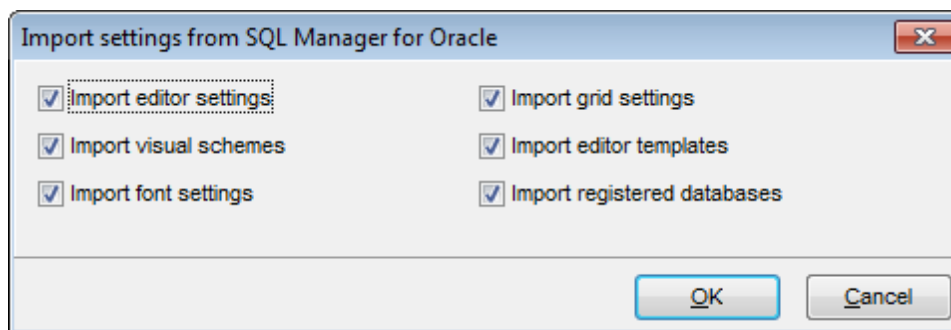 Import settings from SQL Manager for Oracle
Import editor settings
Import grid settings
Import visual schemes
Import editor templates
Import font settings
Import registered databases
OK
Cancel